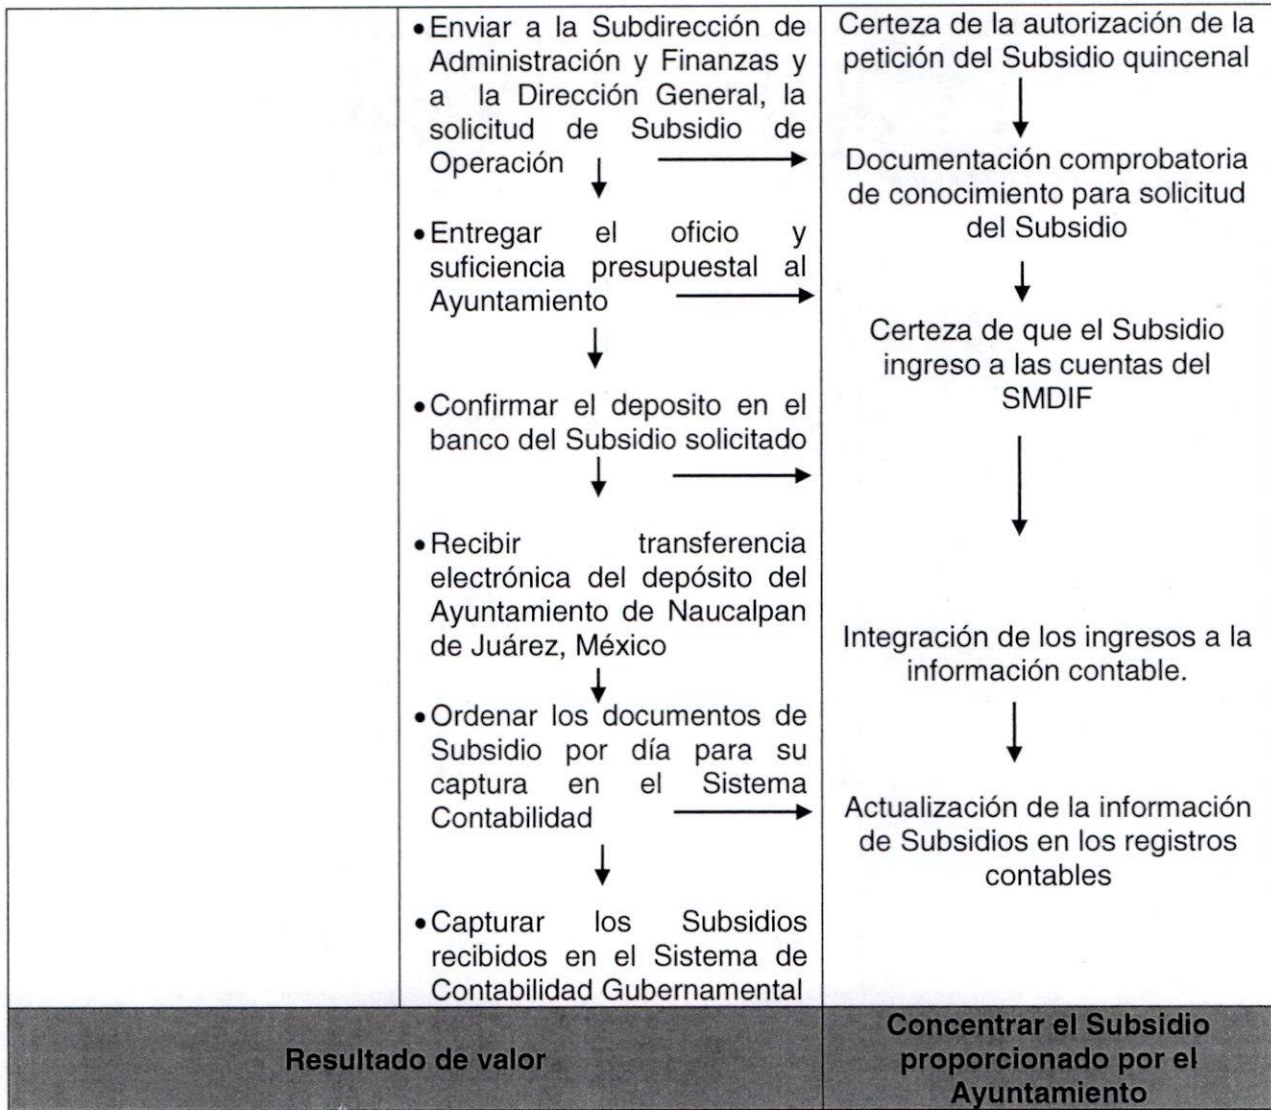 •Enviar a la Subdirección de
Administración y Finanzas y
a la Dirección General, la
solicitud de Subsidio de
Operación
•Entregar el oficio y
suficiencia presupuestal al
Ayuntamiento
•Confirmar el deposito en el
banco del Subsidio solicitado
•Recibir transferencia
electrónica del depósito del
Ayuntamiento de Naucalpan
de Juárez, México
•Ordenar los documentos de
Subsidio por día para su
captura en el Sistema
Contabilidad
•Capturar los Subsidios
recibidos en el Sistema de
Contabilidad Gubernamental
Certeza de la autorización de la
petición del Subsidio quincenal
Documentación comprobatoria
de conocimiento para solicitud
del Subsidio
Certeza de que el Subsidio
ingreso a las cuentas del
SMDIF
Integración de los ingresos a la
información contable.
Actualización de la información
de Subsidios en los registros
contables
Resultado de valor
Concentrar el Subsidio
proporcionado por el
Ayuntamiento